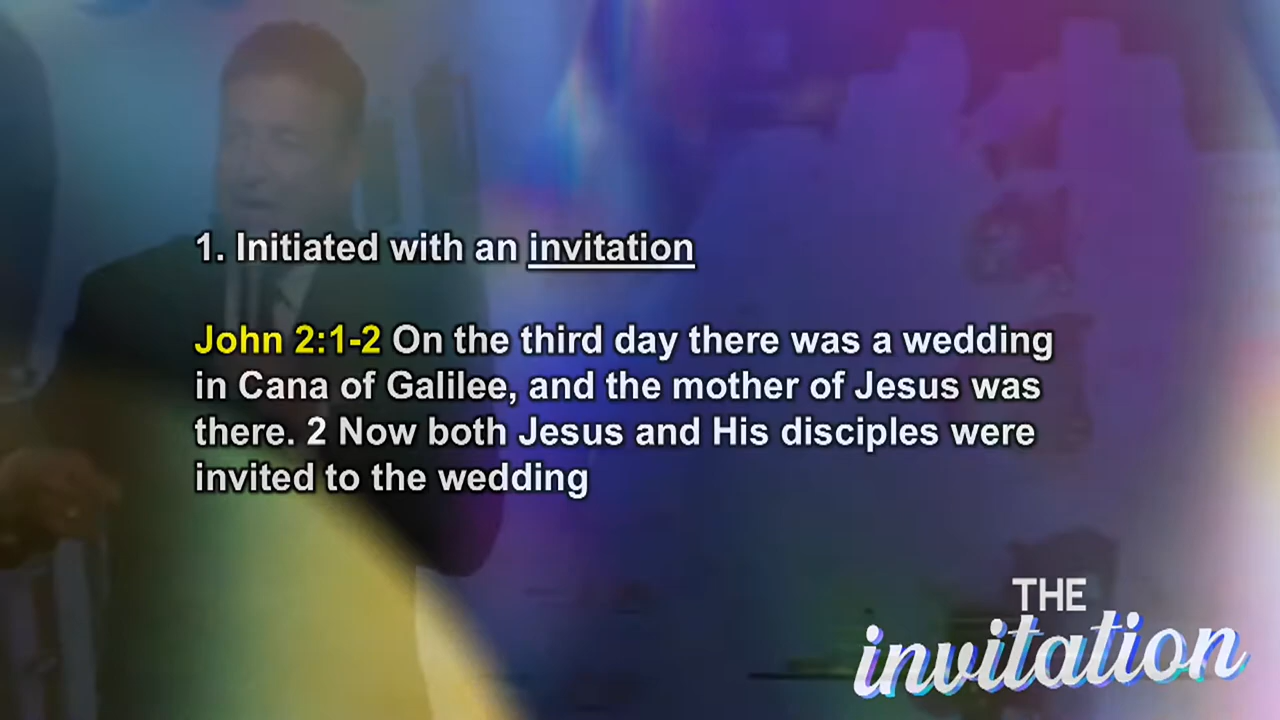 1. Initiated with an invitation
John 2:1-2 On the third day there was a wedding
in Cana of Galilee, and the mother of Jesus was
there. 2 Now both Jesus and His disciples were
invited to the wedding
THE
invitation